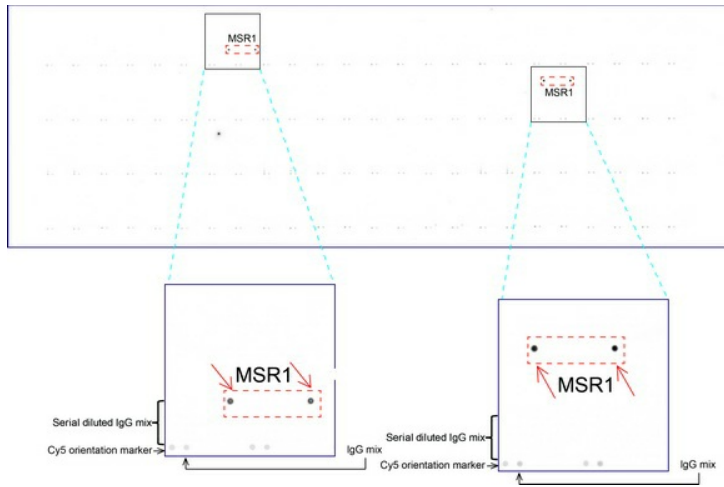 MSR1
MSR1
MSR1
MSR1
Serial diluted IgG mix
Cy5 orientation marker
IgG mix
Serial diluted IgG mix
Cy5 orientation marker
IgG mix